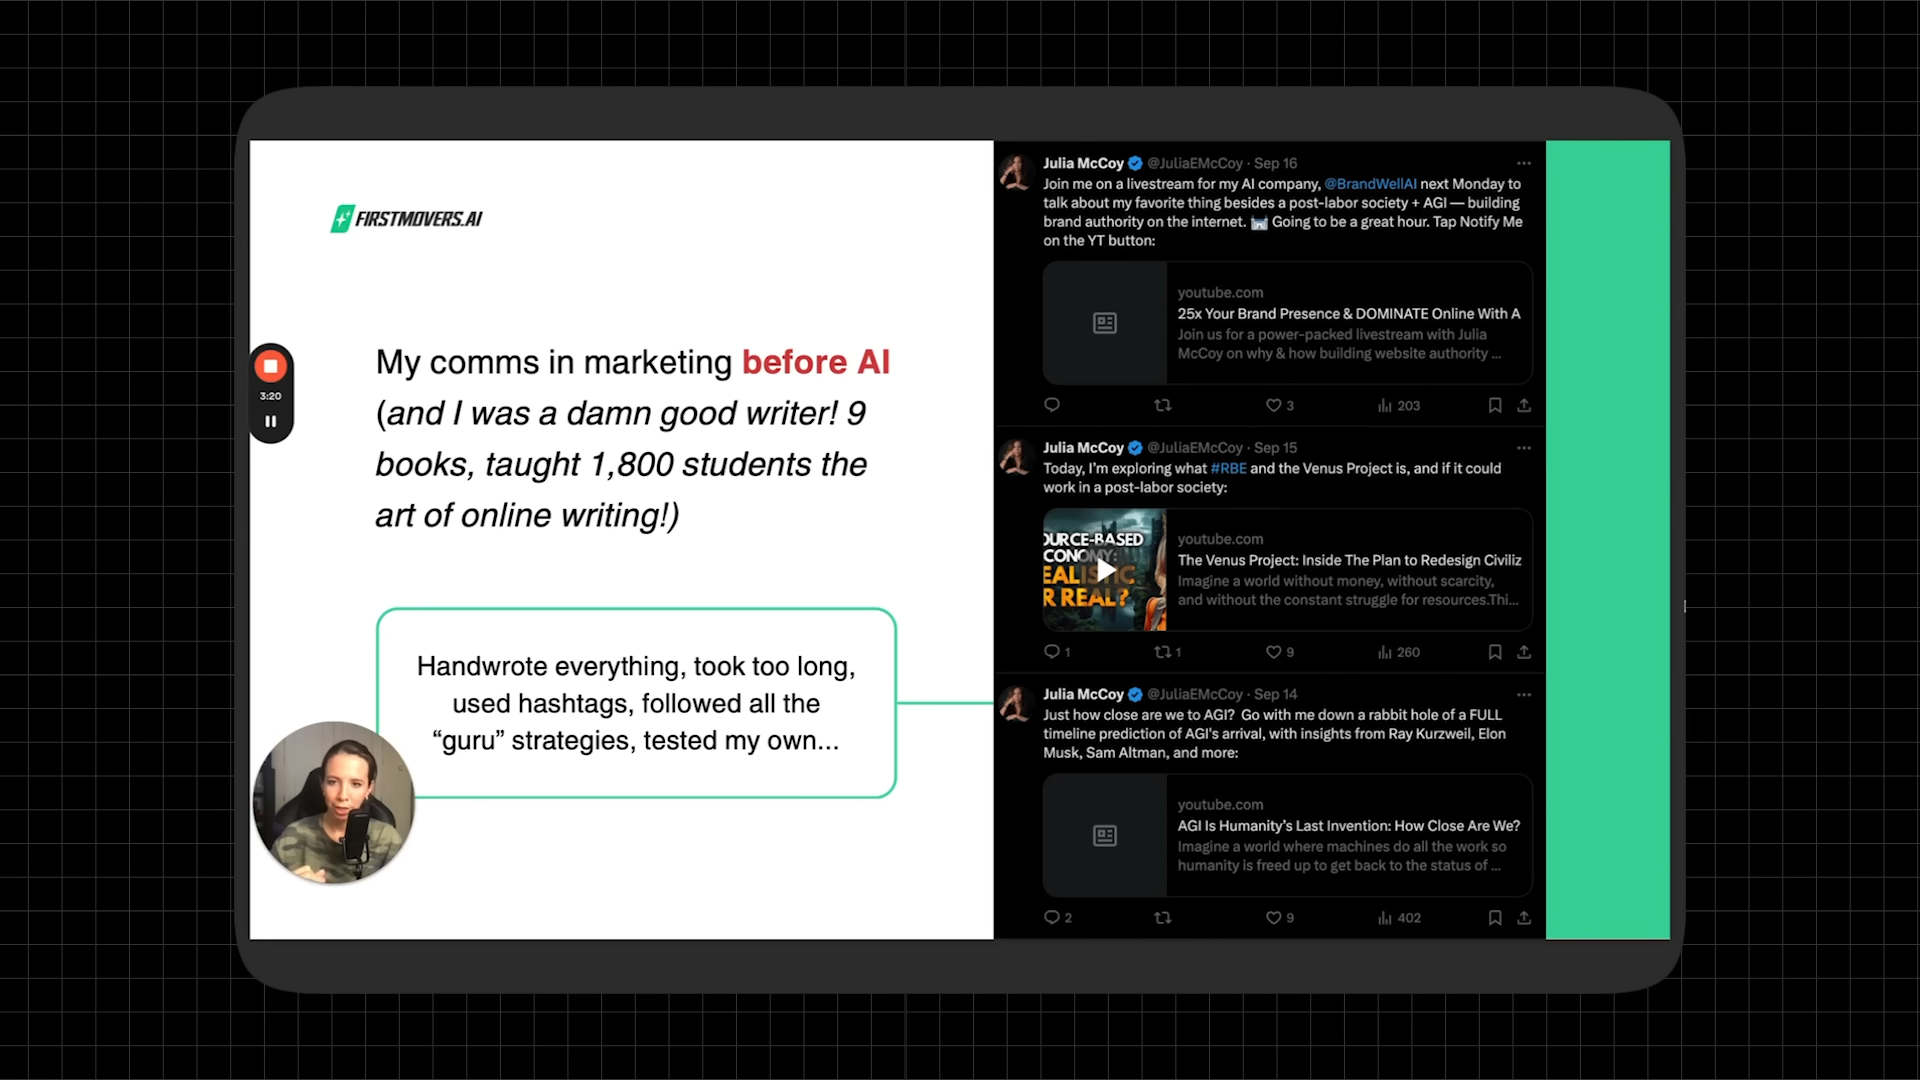 FIRSTMOVERS.AI
My comms in marketing before AI
(and I was a damn good writer! 9
books, taught 1,800 students the
art of online writing!)
Handwrote everything, took too long,
used hashtags, followed all the
“guru” strategies, tested my own...
3:20
Julia McCoy @JuliaEMcCoy · Sep 16
Join me on a livestream for my AI company, @BrandWellAI next Monday to
talk about my favorite thing besides a post-labor society + AGI — building
brand authority on the internet. Going to be a great hour. Tap Notify Me
on the YT button:
youtube.com
25x Your Brand Presence & DOMINATE Online With A
Join us for a power-packed livestream with Julia
McCoy on why & how building website authority ...
3 203
Julia McCoy @JuliaEMcCoy · Sep 15
Today, I’m exploring what #RBE and the Venus Project is, and if it could
work in a post-labor society:
OURCE-BASED
CONOMY:
EALISTIC
R REAL?
youtube.com
The Venus Project: Inside The Plan to Redesign Civiliz
Imagine a world without money, without scarcity,
and without the constant struggle for resources.Thi...
1 1 9 260
Julia McCoy @JuliaEMcCoy · Sep 14
Just how close are we to AGI? Go with me down a rabbit hole of a FULL
timeline prediction of AGI's arrival, with insights from Ray Kurzweil, Elon
Musk, Sam Altman, and more:
youtube.com
AGI Is Humanity’s Last Invention: How Close Are We?
Imagine a world where machines do all the work so
humanity is freed up to get back to the status of ...
2 9 402